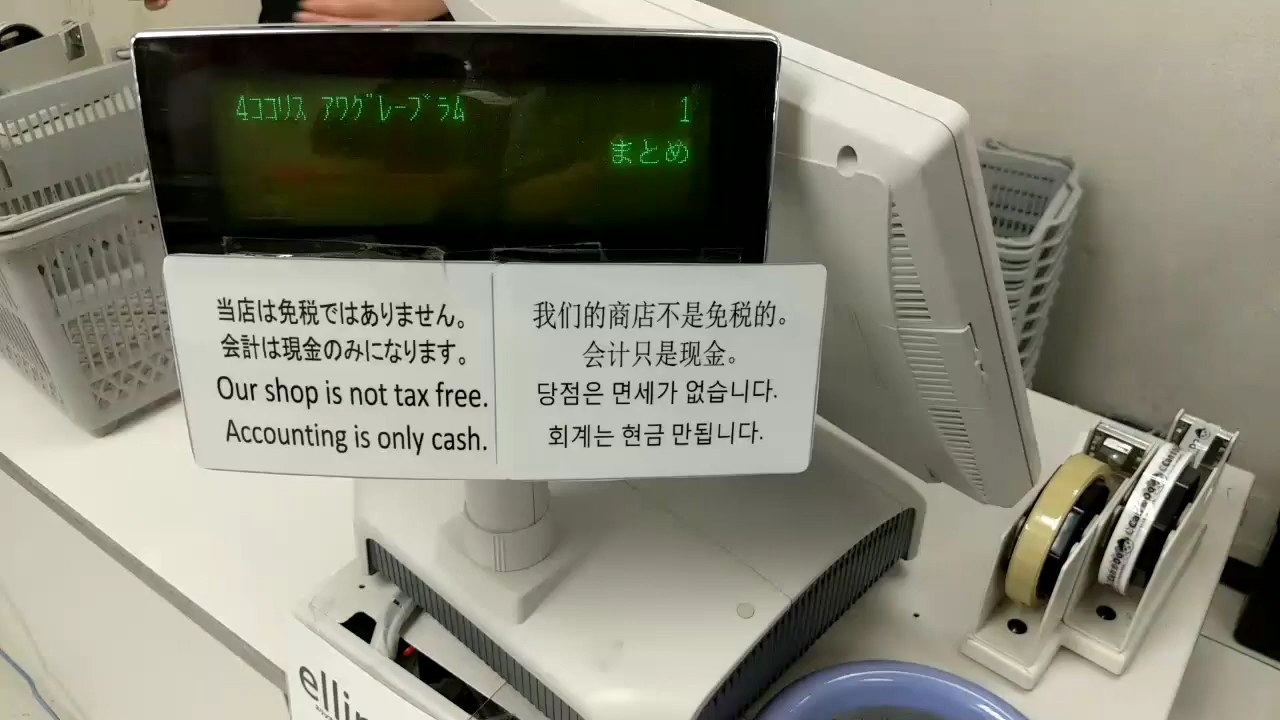 4ココリス アワグレープラム 1
まとめ
当店は免税ではありません。
会計は現金のみになります。
Our shop is not tax free.
Accounting is only cash.
我们的商店不是免税的。
会计只是现金。
당점은 면세가 없습니다.
회계는 현금 만됩니다.